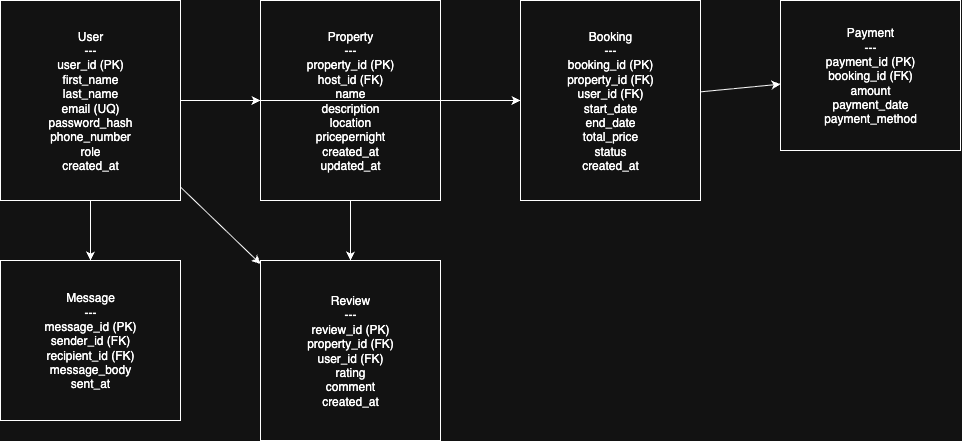 User
---
user_id (PK)
first_name
last_name
email (UQ)
password_hash
phone_number
role
created_at
Property
---
property_id (PK)
host_id (FK)
name
description
location
pricepernight
created_at
updated_at
Booking
---
booking_id (PK)
property_id (FK)
user_id (FK)
start_date
end_date
total_price
status
created_at
Payment
---
payment_id (PK)
booking_id (FK)
amount
payment_date
payment_method
Message
---
message_id (PK)
sender_id (FK)
recipient_id (FK)
message_body
sent_at
Review
---
review_id (PK)
property_id (FK)
user_id (FK)
rating
comment
created_at